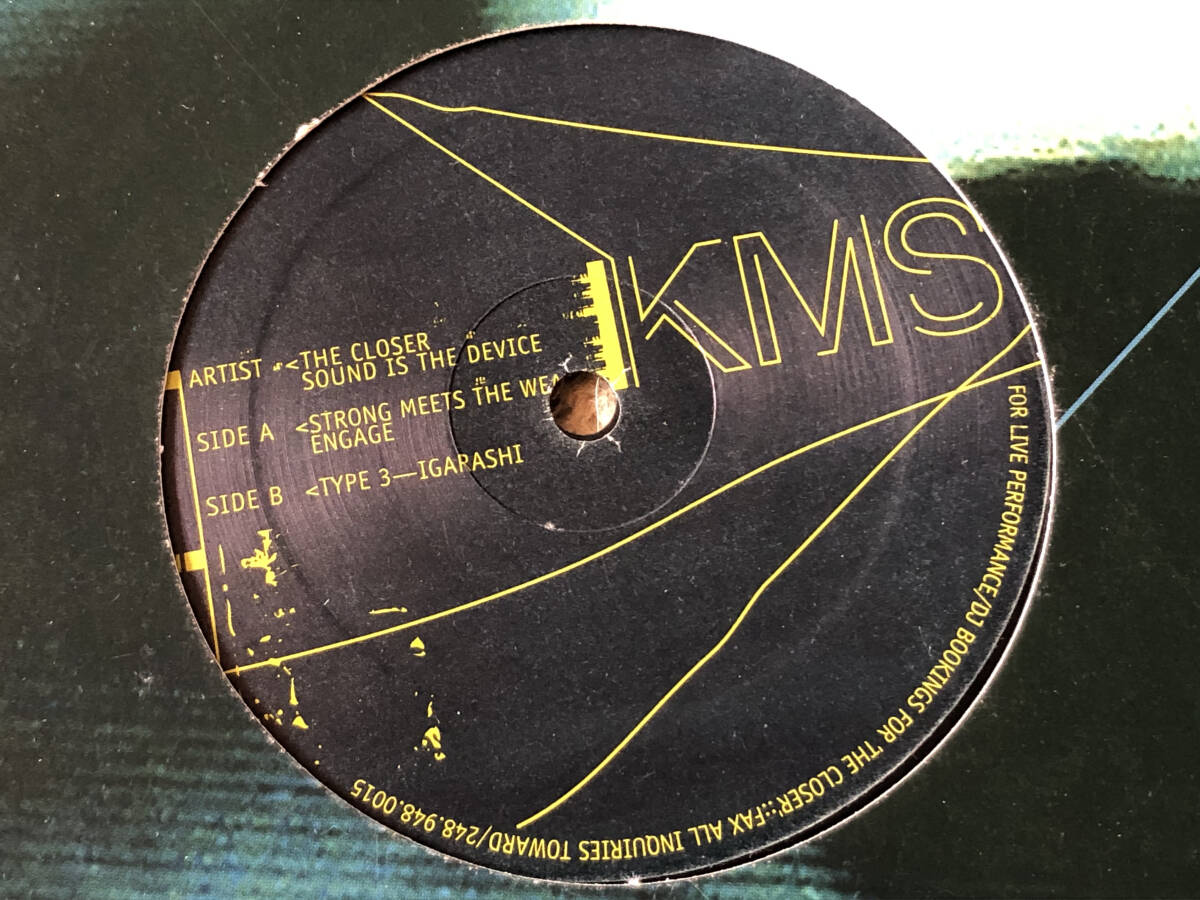 KMS
ARTIST <THE CLOSER
SOUND IS THE DEVICE
SIDE A <STRONG MEETS THE
ENGAGE
SIDE B <TYPE 3—IGARASHI
FOR LIVE PERFORMANCE/DJ BOOKINGS FOR 'THE CLOSER'::FAX ALL INQUIRIES TOWARD/248.948.0015